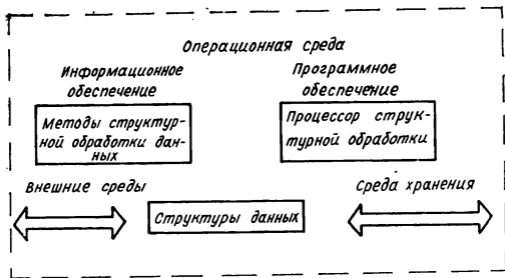 Операционная среда
Информационное обеспечение
Программное обеспечение
Методы структур-
ной обработки дан-
ных
Процессор струк-
турной обработки
Внешние среды
Среда хранения
Структуры данных